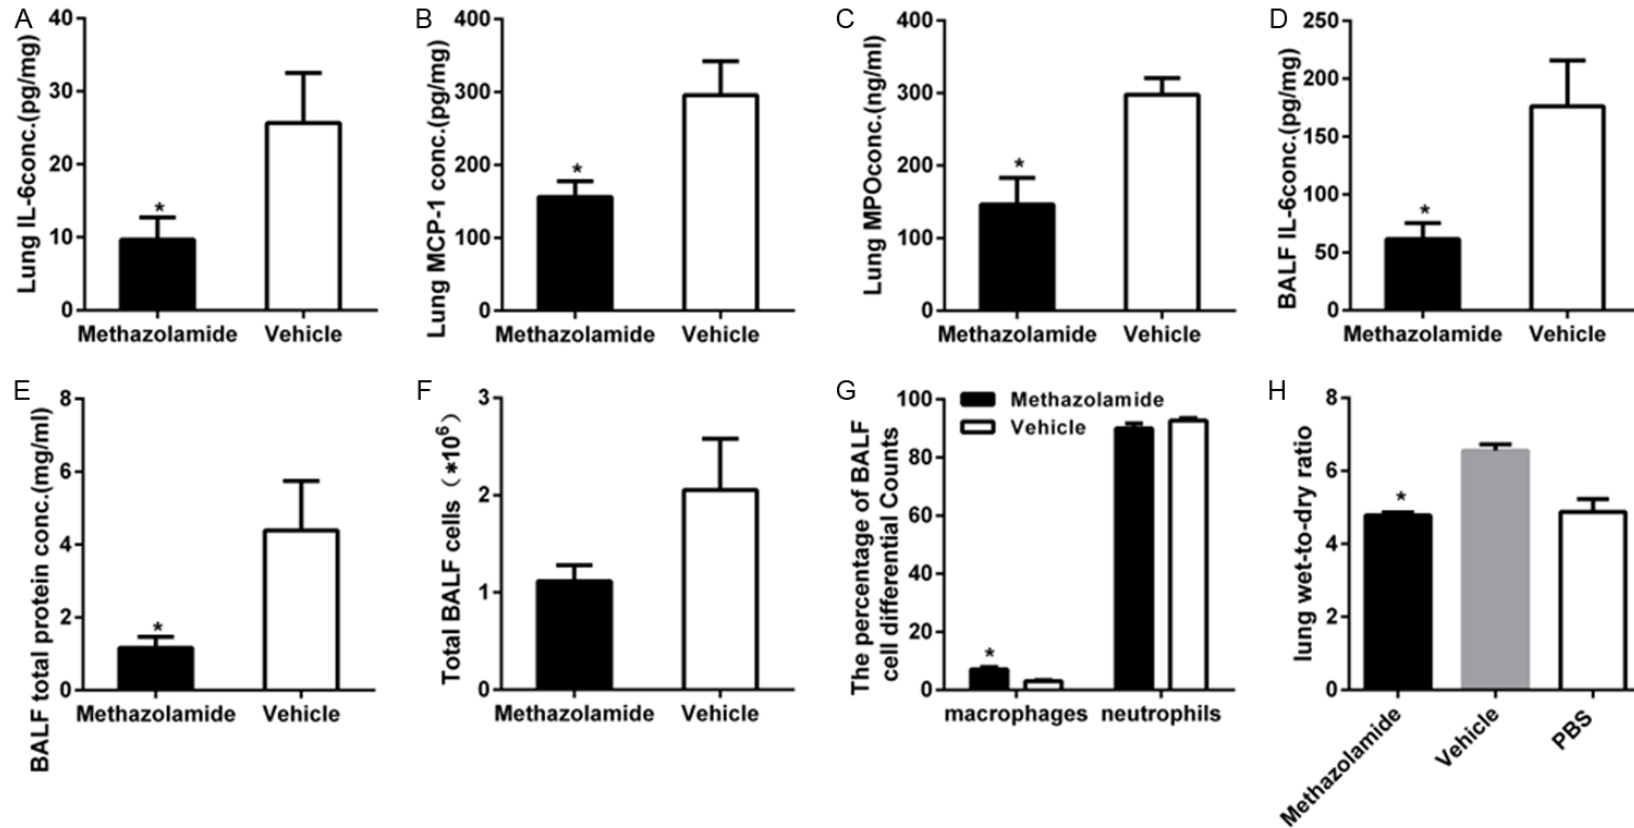 A
Lung IL-6conc.(pg/mg)
40
30
20
10
0
*
Methazolamide Vehicle
B
Lung MCP-1 conc.(pg/mg)
400
300
200
100
0
*
Methazolamide Vehicle
C
Lung MPOconc.(ng/ml)
400
300
200
100
0
*
Methazolamide Vehicle
D
BALF IL-6conc.(pg/mg)
250
200
150
100
50
0
*
Methazolamide Vehicle
E
BALF total protein conc.(mg/ml)
8
6
4
2
0
*
Methazolamide Vehicle
F
Total BALF cells（*10⁶）
3
2
1
0
Methazolamide Vehicle
G
The percentage of BALF
cell differential Counts
100
80
60
40
20
0
Methazolamide
Vehicle
*
macrophages neutrophils
H
lung wet-to-dry ratio
8
6
4
2
0
*
Methazolamide
Vehicle
PBS